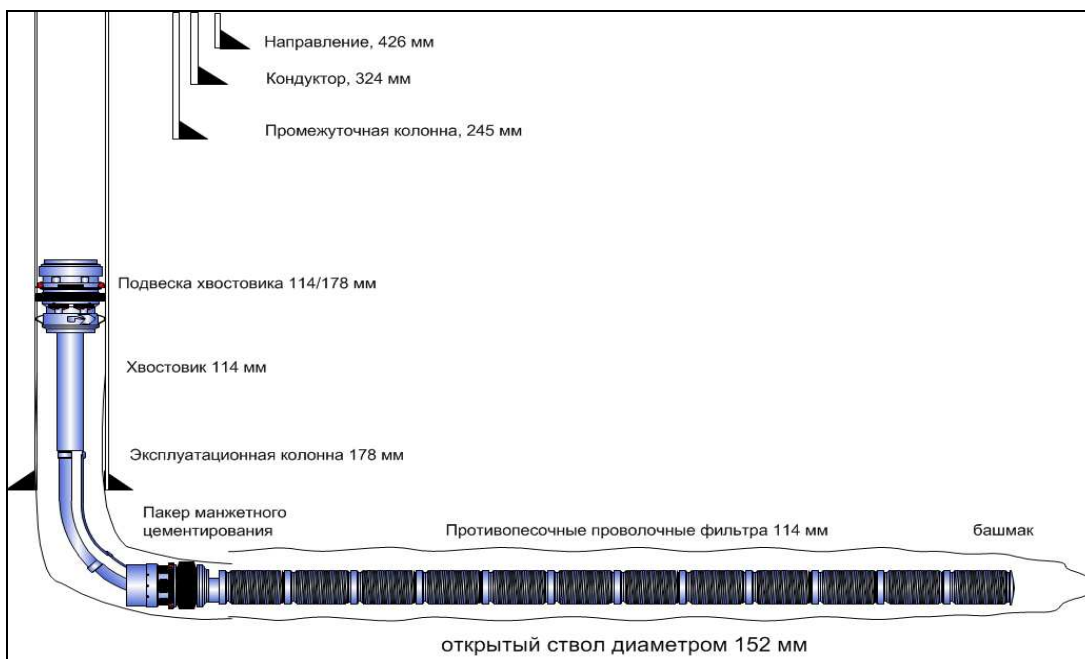 Направление, 426 мм
Кондуктор, 324 мм
Промежуточная колонна, 245 мм
Подвеска хвостовика 114/178 мм
Хвостовик 114 мм
Эксплуатационная колонна 178 мм
Пакер манжетного
цементирования
Противопесочные проволочные фильтра 114 мм
башмак
открытый ствол диаметром 152 мм